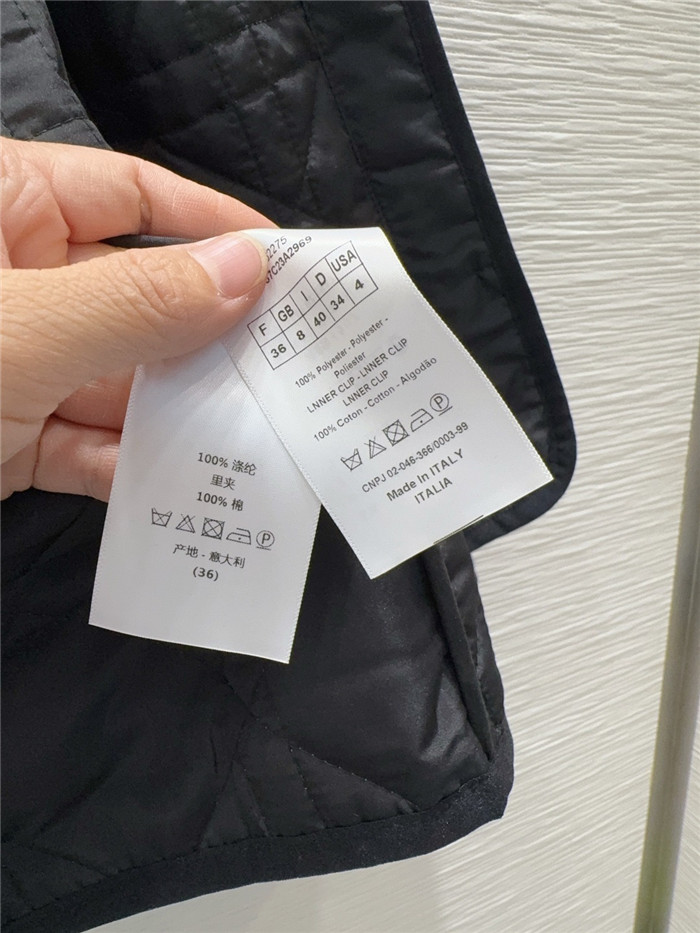 2275
37C23A2969
F GB I D USA
36 8 40 34 4
100% Polyester - Polyester -
Poliester
LNNER CLIP - LNNER CLIP
LNNER CLIP
100% Coton - Cotton - Algodão
P
CNPJ 02-046-366/0003-99
Made In ITALY
ITALIA
100% 涤纶
里夹
100% 棉
P
产地 - 意大利
(36)